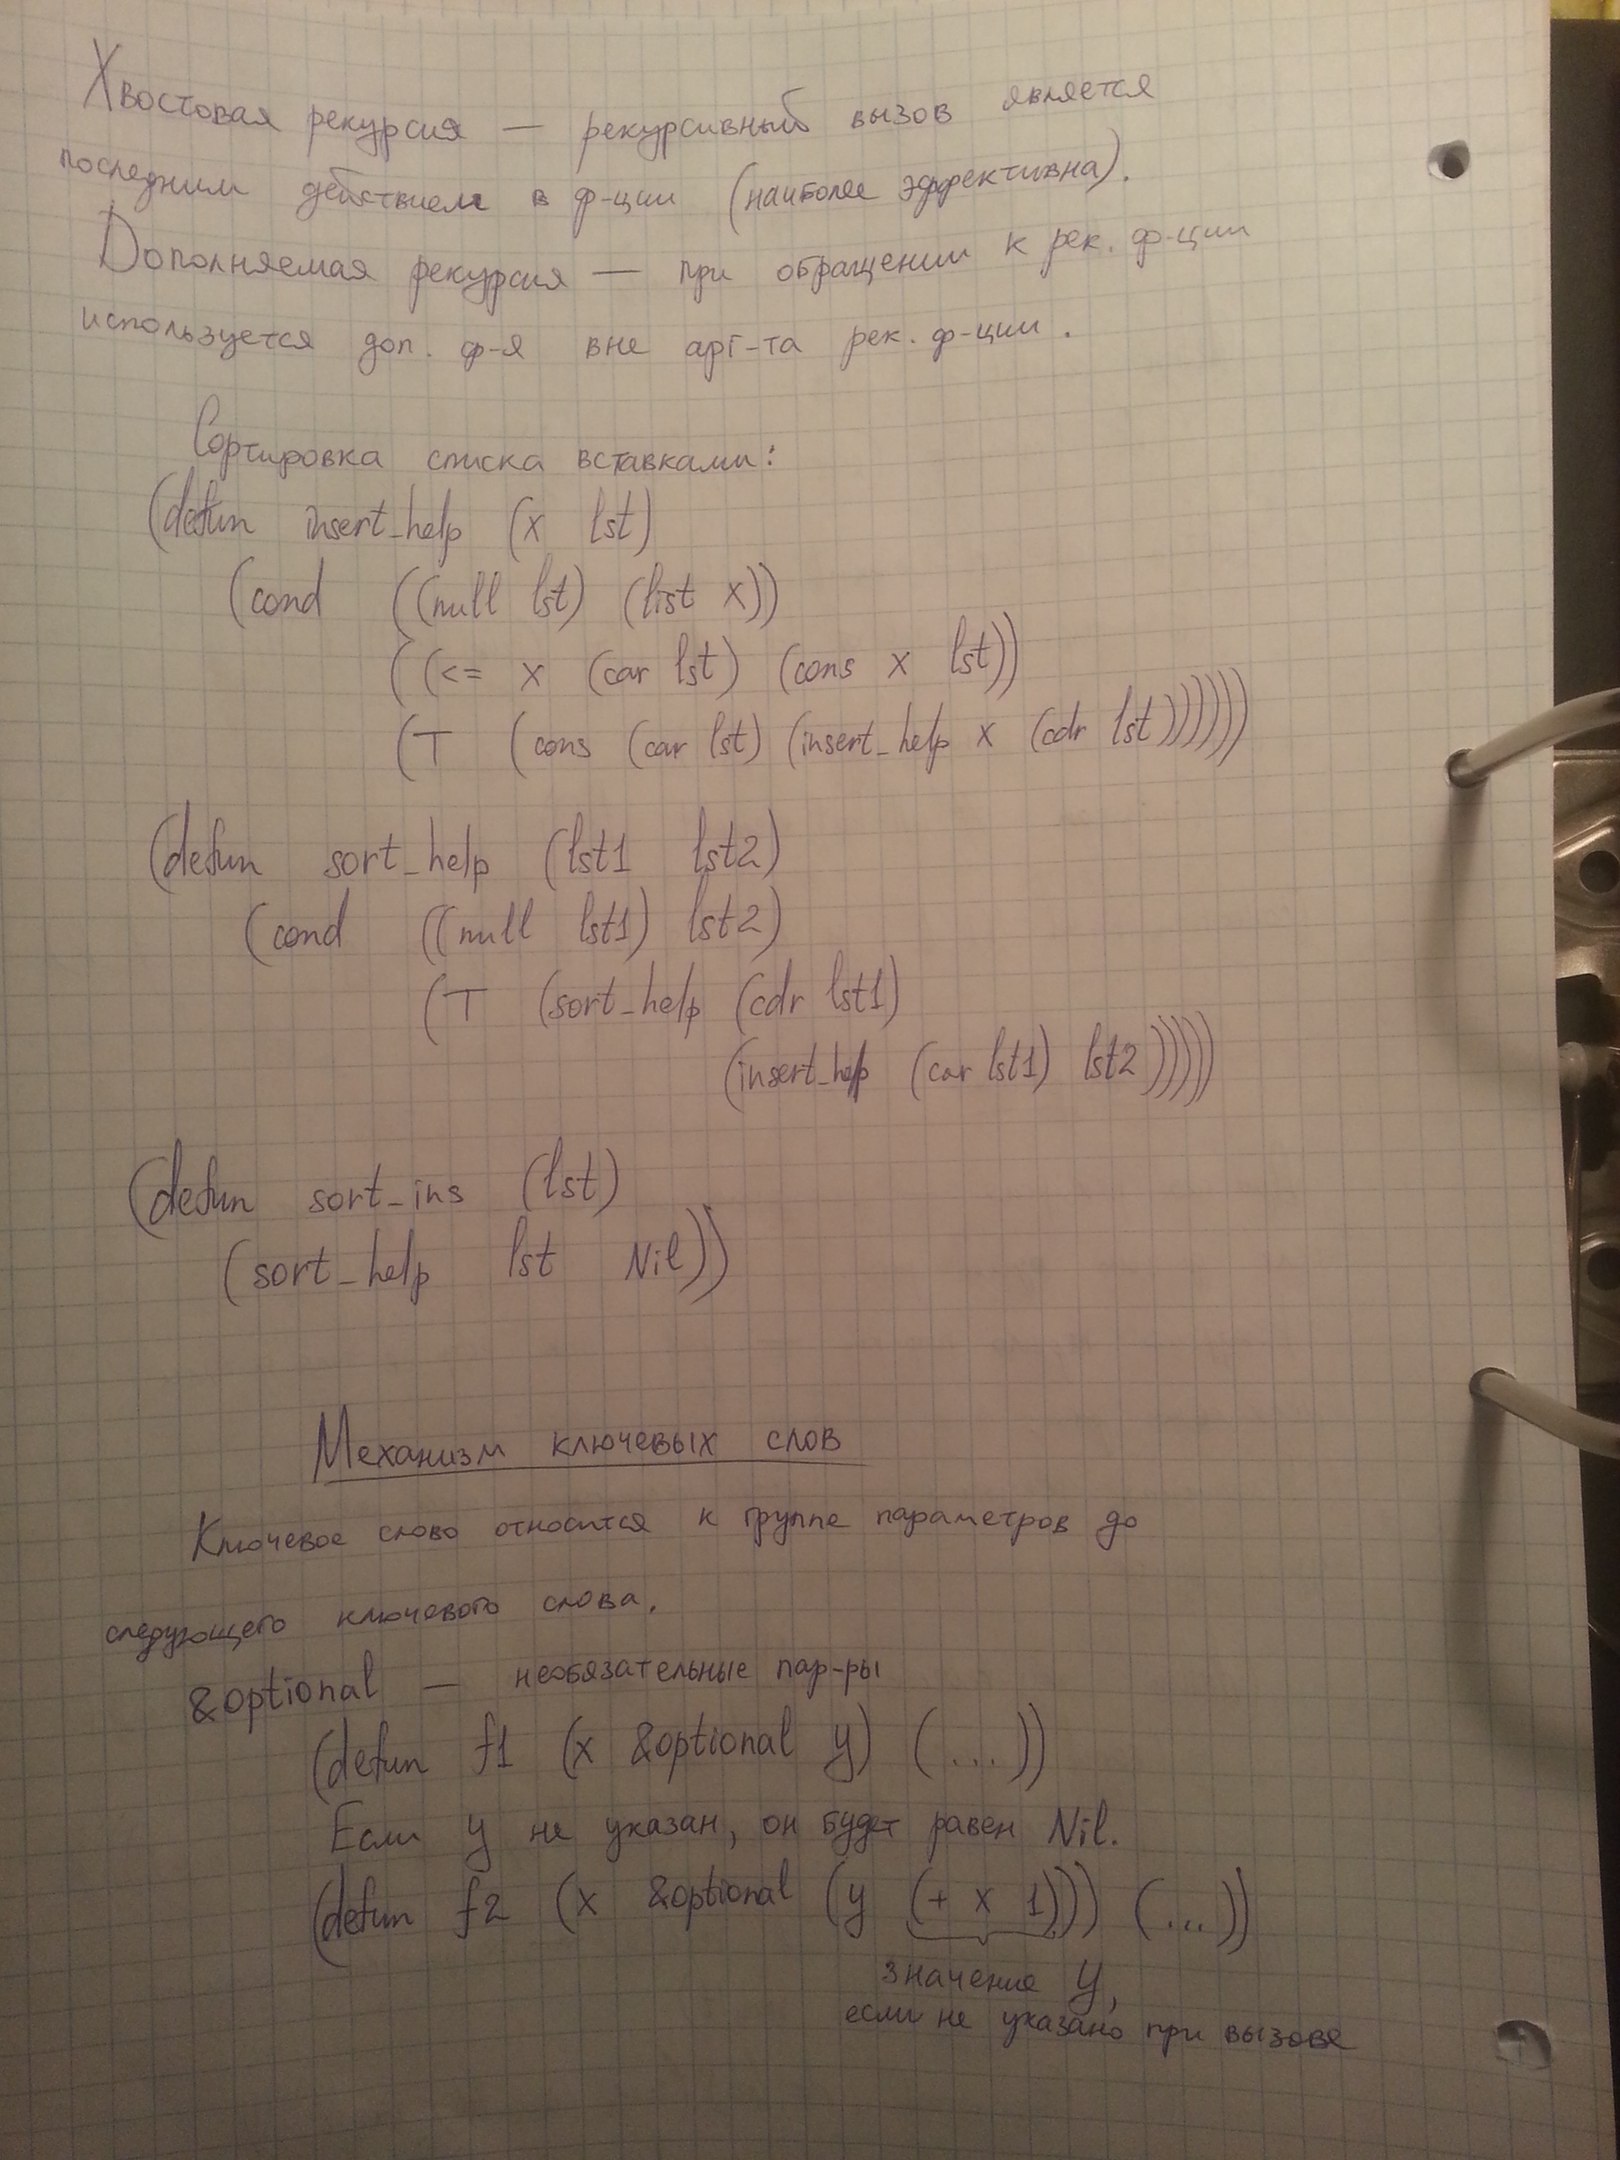 Хвостовая рекурсия — рекурсивный вызов является
последним действием в ф-ции (наиболее эффективна).
Дополняемая рекурсия — при обращении к рек. ф-ции
используется доп. ф-я вне арг-та рек. ф-ции.
Сортировка списка вставками:
(defun insert_help (x lst)
(cond ((null lst) (list x))
((<= x (car lst) (cons x lst))
(T (cons (car lst) (insert_help x (cdr lst))))))
(defun sort_help (lst1 lst2)
(cond ((null lst1) lst2)
(T (sort_help (cdr lst1)
(insert_help (car lst1) lst2)))))
(defun sort_ins (lst)
(sort_help lst Nil))
Механизм ключевых слов
Ключевое слово относится к группе параметров до
следующего ключевого слова.
&optional — необязательные пар-ры
(defun f1 (x &optional y) (...))
Если y не указан, он будет равен Nil.
(defun f2 (x &optional (y (+ x 1))) (...))
значение y,
если не указано при вызове